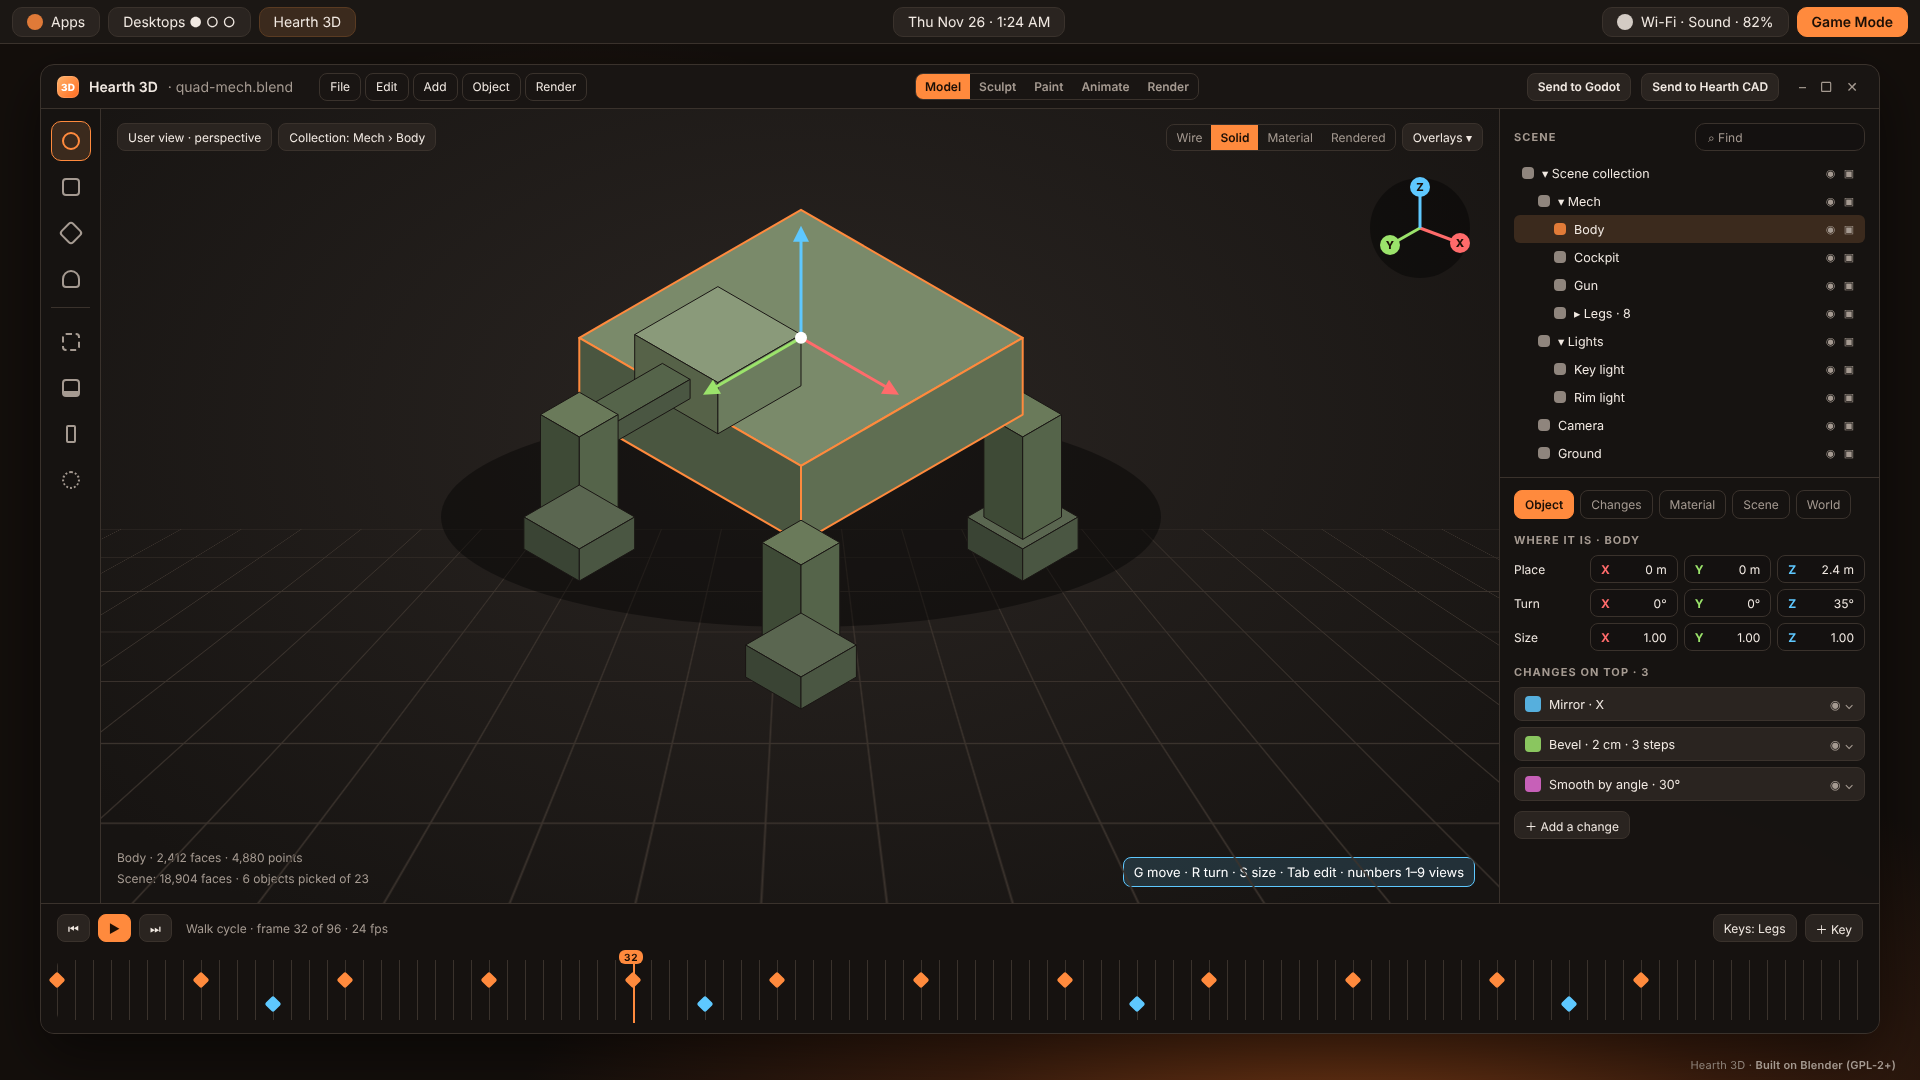 Apps
Desktops
Hearth 3D
Thu Nov 26 · 1:24 AM
Wi-Fi · Sound · 82%
Game Mode
3D
Hearth 3D · quad-mech.blend
File
Edit
Add
Object
Render
Model
Sculpt
Paint
Animate
Render
Send to Godot
Send to Hearth CAD
User view · perspective
Collection: Mech › Body
Wire
Solid
Material
Rendered
Overlays ▾
Z
Y
X
SCENE
Find
▾ Scene collection
▾ Mech
Body
Cockpit
Gun
▸ Legs · 8
▾ Lights
Key light
Rim light
Camera
Ground
Object
Changes
Material
Scene
World
WHERE IT IS · BODY
Place X 0 m Y 0 m Z 2.4 m
Turn X 0° Y 0° Z 35°
Size X 1.00 Y 1.00 Z 1.00
CHANGES ON TOP · 3
Mirror · X
Bevel · 2 cm · 3 steps
Smooth by angle · 30°
+ Add a change
Body · 2,412 faces · 4,880 points
Scene: 18,904 faces · 6 objects picked of 23
G move · R turn · S size · Tab edit · numbers 1–9 views
Walk cycle · frame 32 of 96 · 24 fps
Keys: Legs
+ Key
32
Hearth 3D · Built on Blender (GPL-2+)